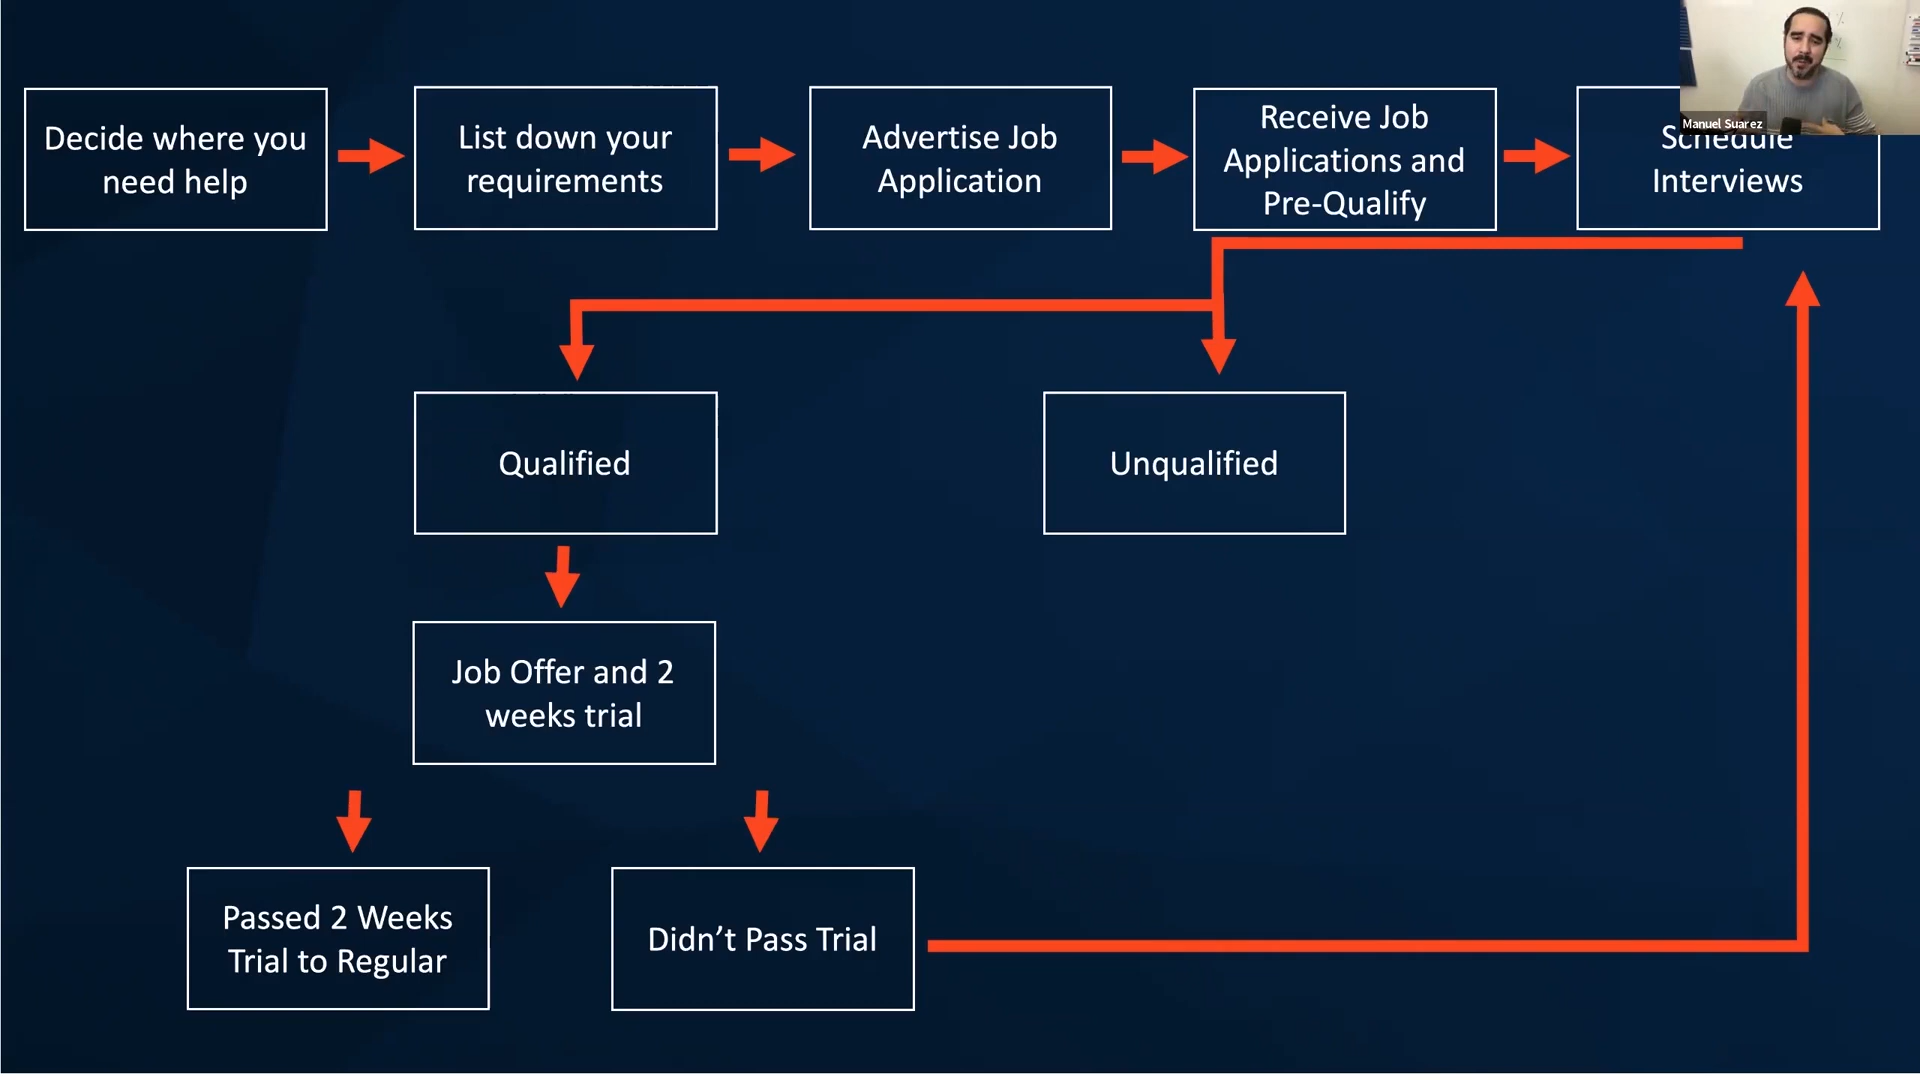 Manuel Suarez
Decide where you
need help
List down your
requirements
Advertise Job
Application
Receive Job
Applications and
Pre-Qualify
Schedule
Interviews
Qualified
Unqualified
Job Offer and 2
weeks trial
Passed 2 Weeks
Trial to Regular
Didn’t Pass Trial